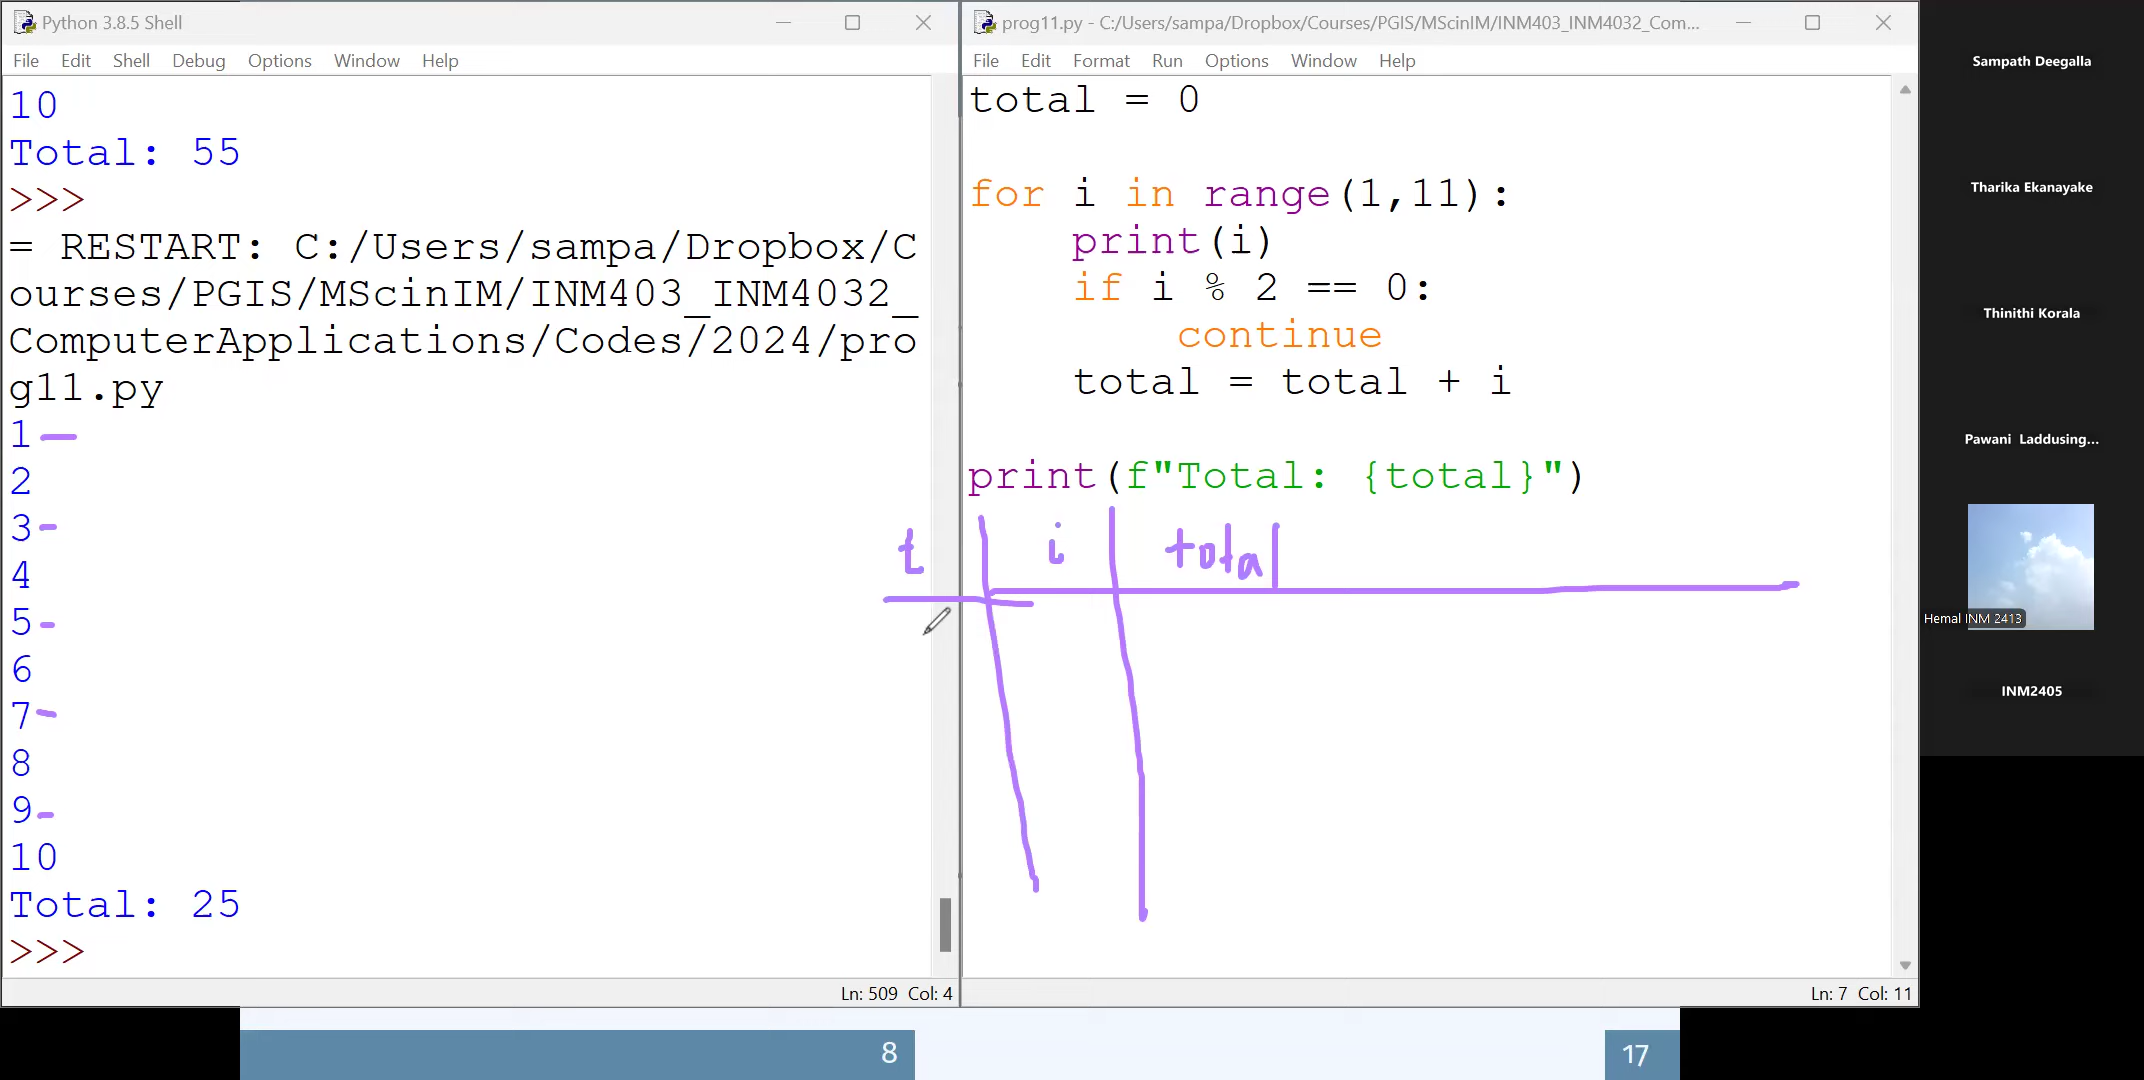 Python 3.8.5 Shell
File Edit Shell Debug Options Window Help
10
Total: 55
>>>
= RESTART: C:/Users/sampa/Dropbox/C
ourses/PGIS/MScinIM/INM403_INM4032_
ComputerApplications/Codes/2024/pro
g11.py
1
2
3
4
5
6
7
8
9
10
Total: 25
>>>
Ln: 509 Col: 4
prog11.py - C:/Users/sampa/Dropbox/Courses/PGIS/MScinIM/INM403_INM4032_Com...
File Edit Format Run Options Window Help
total = 0
for i in range(1,11):
    print(i)
    if i % 2 == 0:
        continue
    total = total + i
print(f"Total: {total}")
t i total
Ln: 7 Col: 11
Sampath Deegalla
Tharika Ekanayake
Thinithi Korala
Pawani Laddusing...
Hemal INM 2413
INM2405
8
17